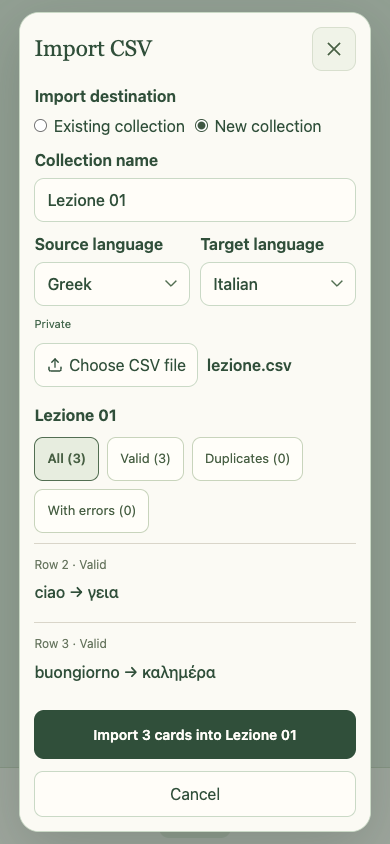 Import CSV
Import destination
Existing collection New collection
Collection name
Lezione 01
Source language Target language
Greek Italian
Private
Choose CSV file lezione.csv
Lezione 01
All (3) Valid (3) Duplicates (0)
With errors (0)
Row 2 · Valid
ciao → γεια
Row 3 · Valid
buongiorno → καλημέρα
Import 3 cards into Lezione 01
Cancel